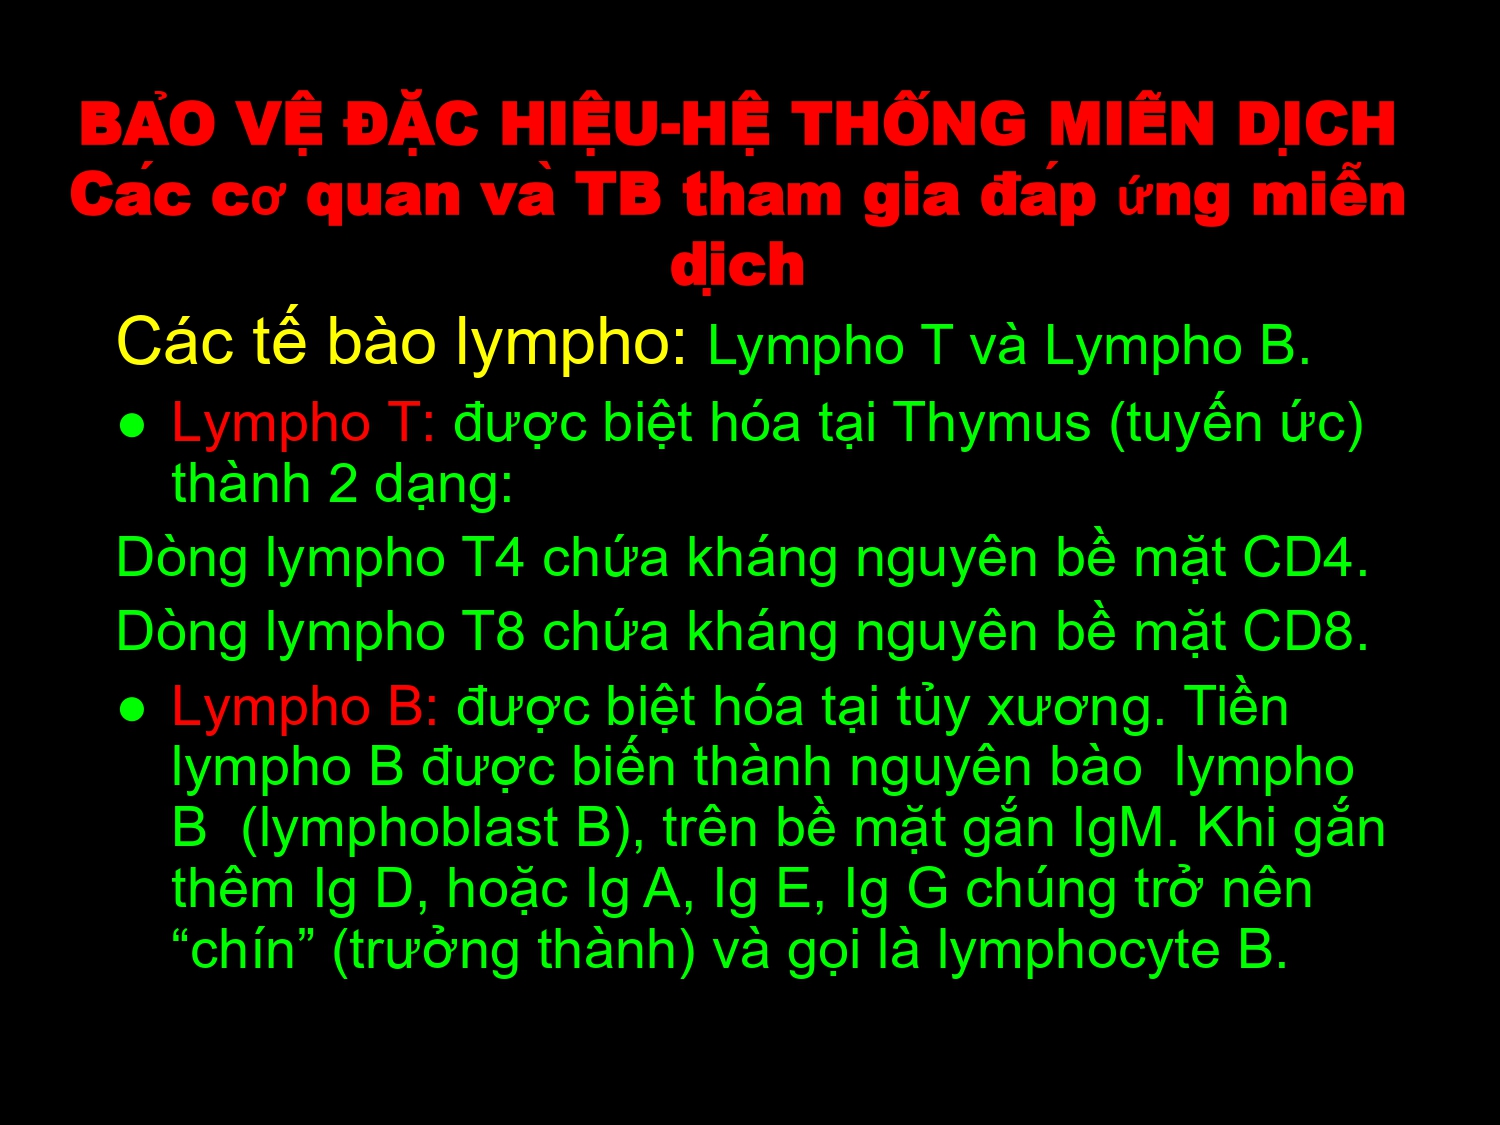 BẢO VỆ ĐẶC HIỆU-HỆ THỐNG MIỄN DỊCH
Các cơ quan và TB tham gia đáp ứng miễn
dịch
Các tế bào lympho: Lympho T và Lympho B.
● Lympho T: được biệt hóa tại Thymus (tuyến ức)
thành 2 dạng:
Dòng lympho T4 chứa kháng nguyên bề mặt CD4.
Dòng lympho T8 chứa kháng nguyên bề mặt CD8.
● Lympho B: được biệt hóa tại tủy xương. Tiền
lympho B được biến thành nguyên bào lympho
B (lymphoblast B), trên bề mặt gắn IgM. Khi gắn
thêm Ig D, hoặc Ig A, Ig E, Ig G chúng trở nên
“chín” (trưởng thành) và gọi là lymphocyte B.